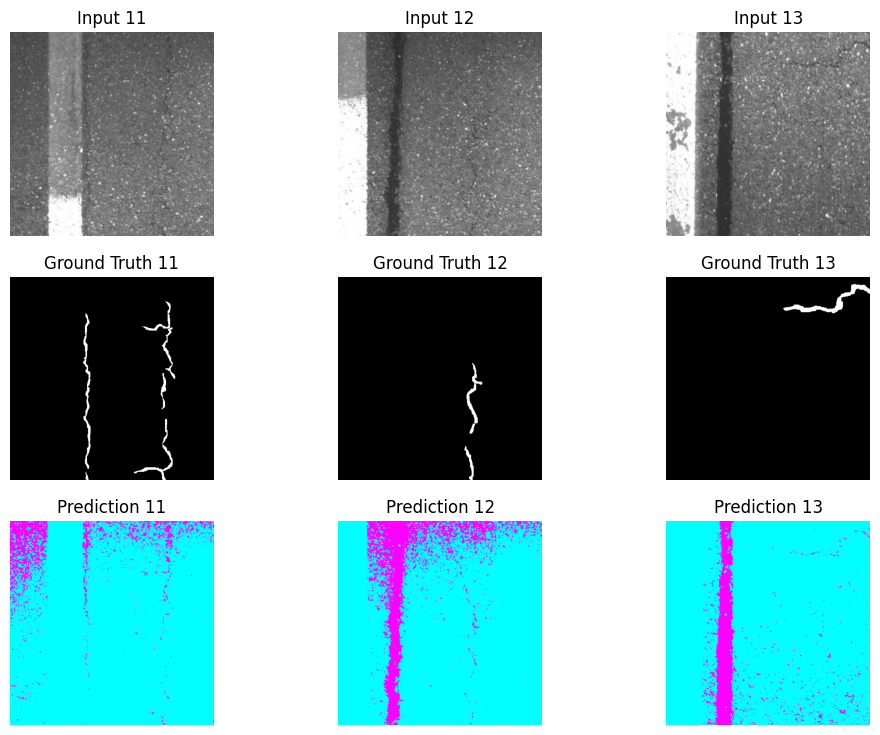 Input 11
Input 12
Input 13
Ground Truth 11
Ground Truth 12
Ground Truth 13
Prediction 11
Prediction 12
Prediction 13